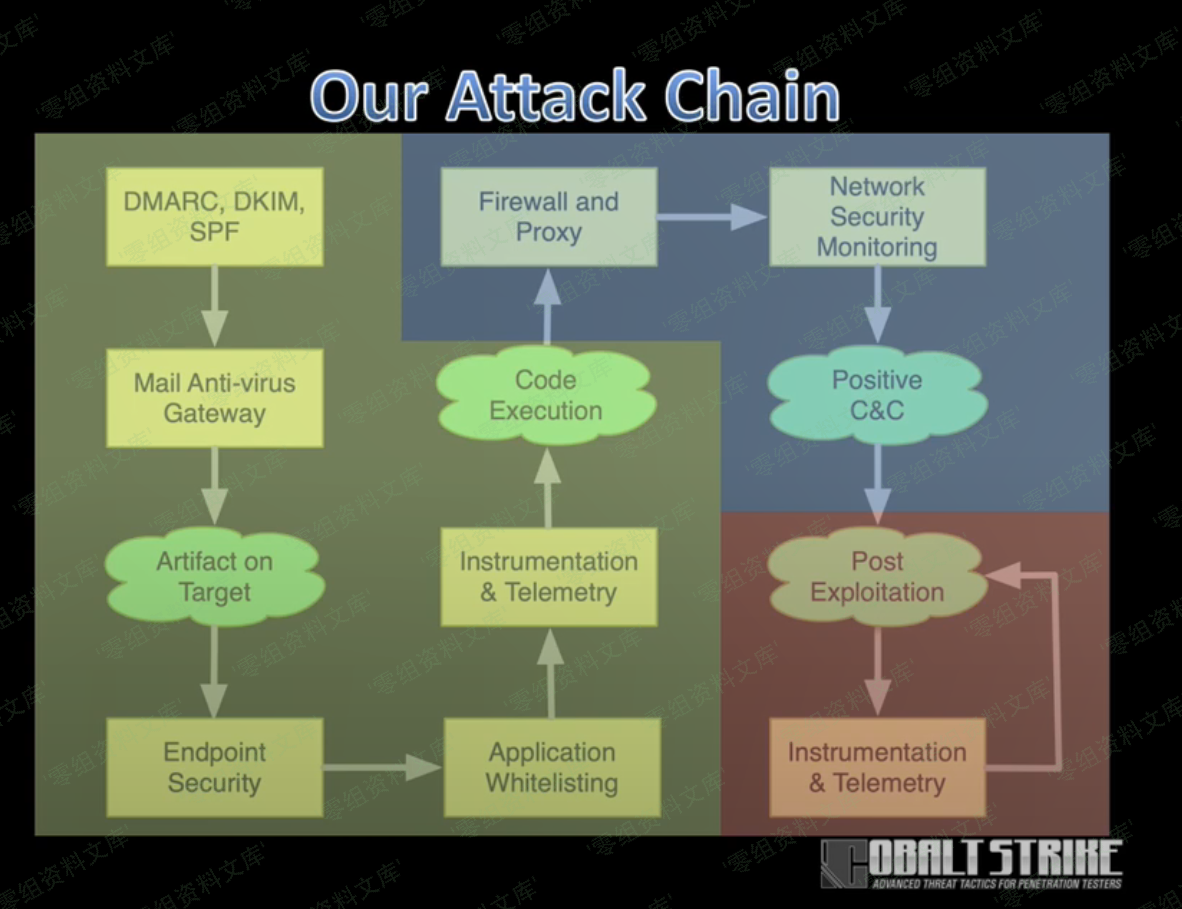 Our Attack Chain
DMARC, DKIM,
SPF
Mail Anti-virus
Gateway
Artifact on
Target
Endpoint
Security
Application
Whitelisting
Instrumentation
& Telemetry
Code
Execution
Firewall and
Proxy
Network
Security
Monitoring
Positive
C&C
Post
Exploitation
Instrumentation
& Telemetry
COBALT STRIKE
ADVANCED THREAT TACTICS FOR PENETRATION TESTERS
'零组资料文库'